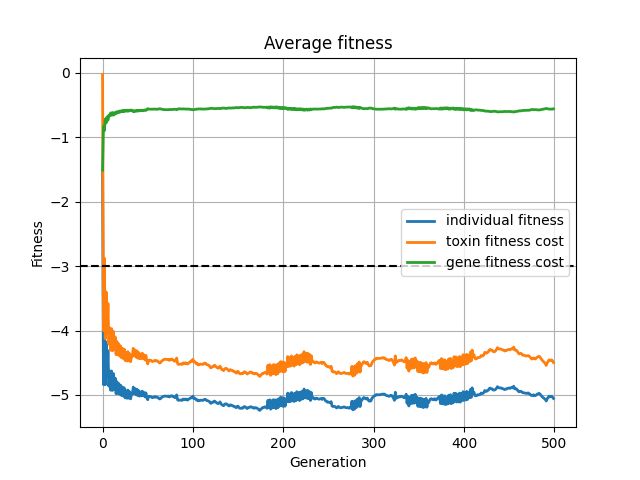 Average fitness
Fitness
0
−1
−2
−3
−4
−5
individual fitness
toxin fitness cost
gene fitness cost
0 100 200 300 400 500
Generation